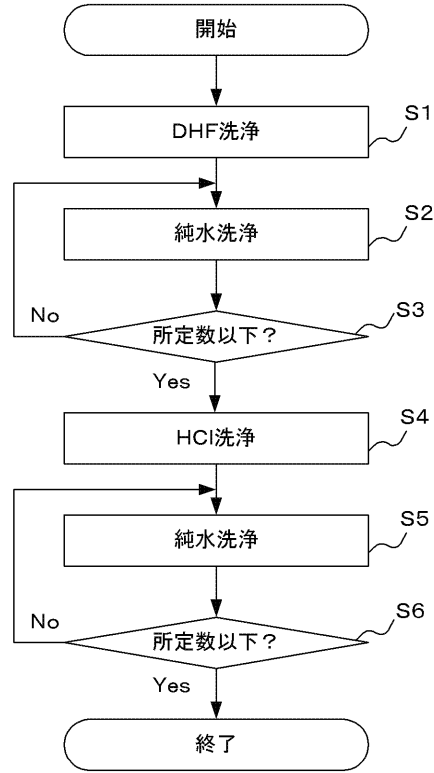 開始
S1
DHF洗浄
S2
純水洗浄
S3
No
所定数以下？
Yes
S4
HCl洗浄
S5
純水洗浄
S6
No
所定数以下？
Yes
終了